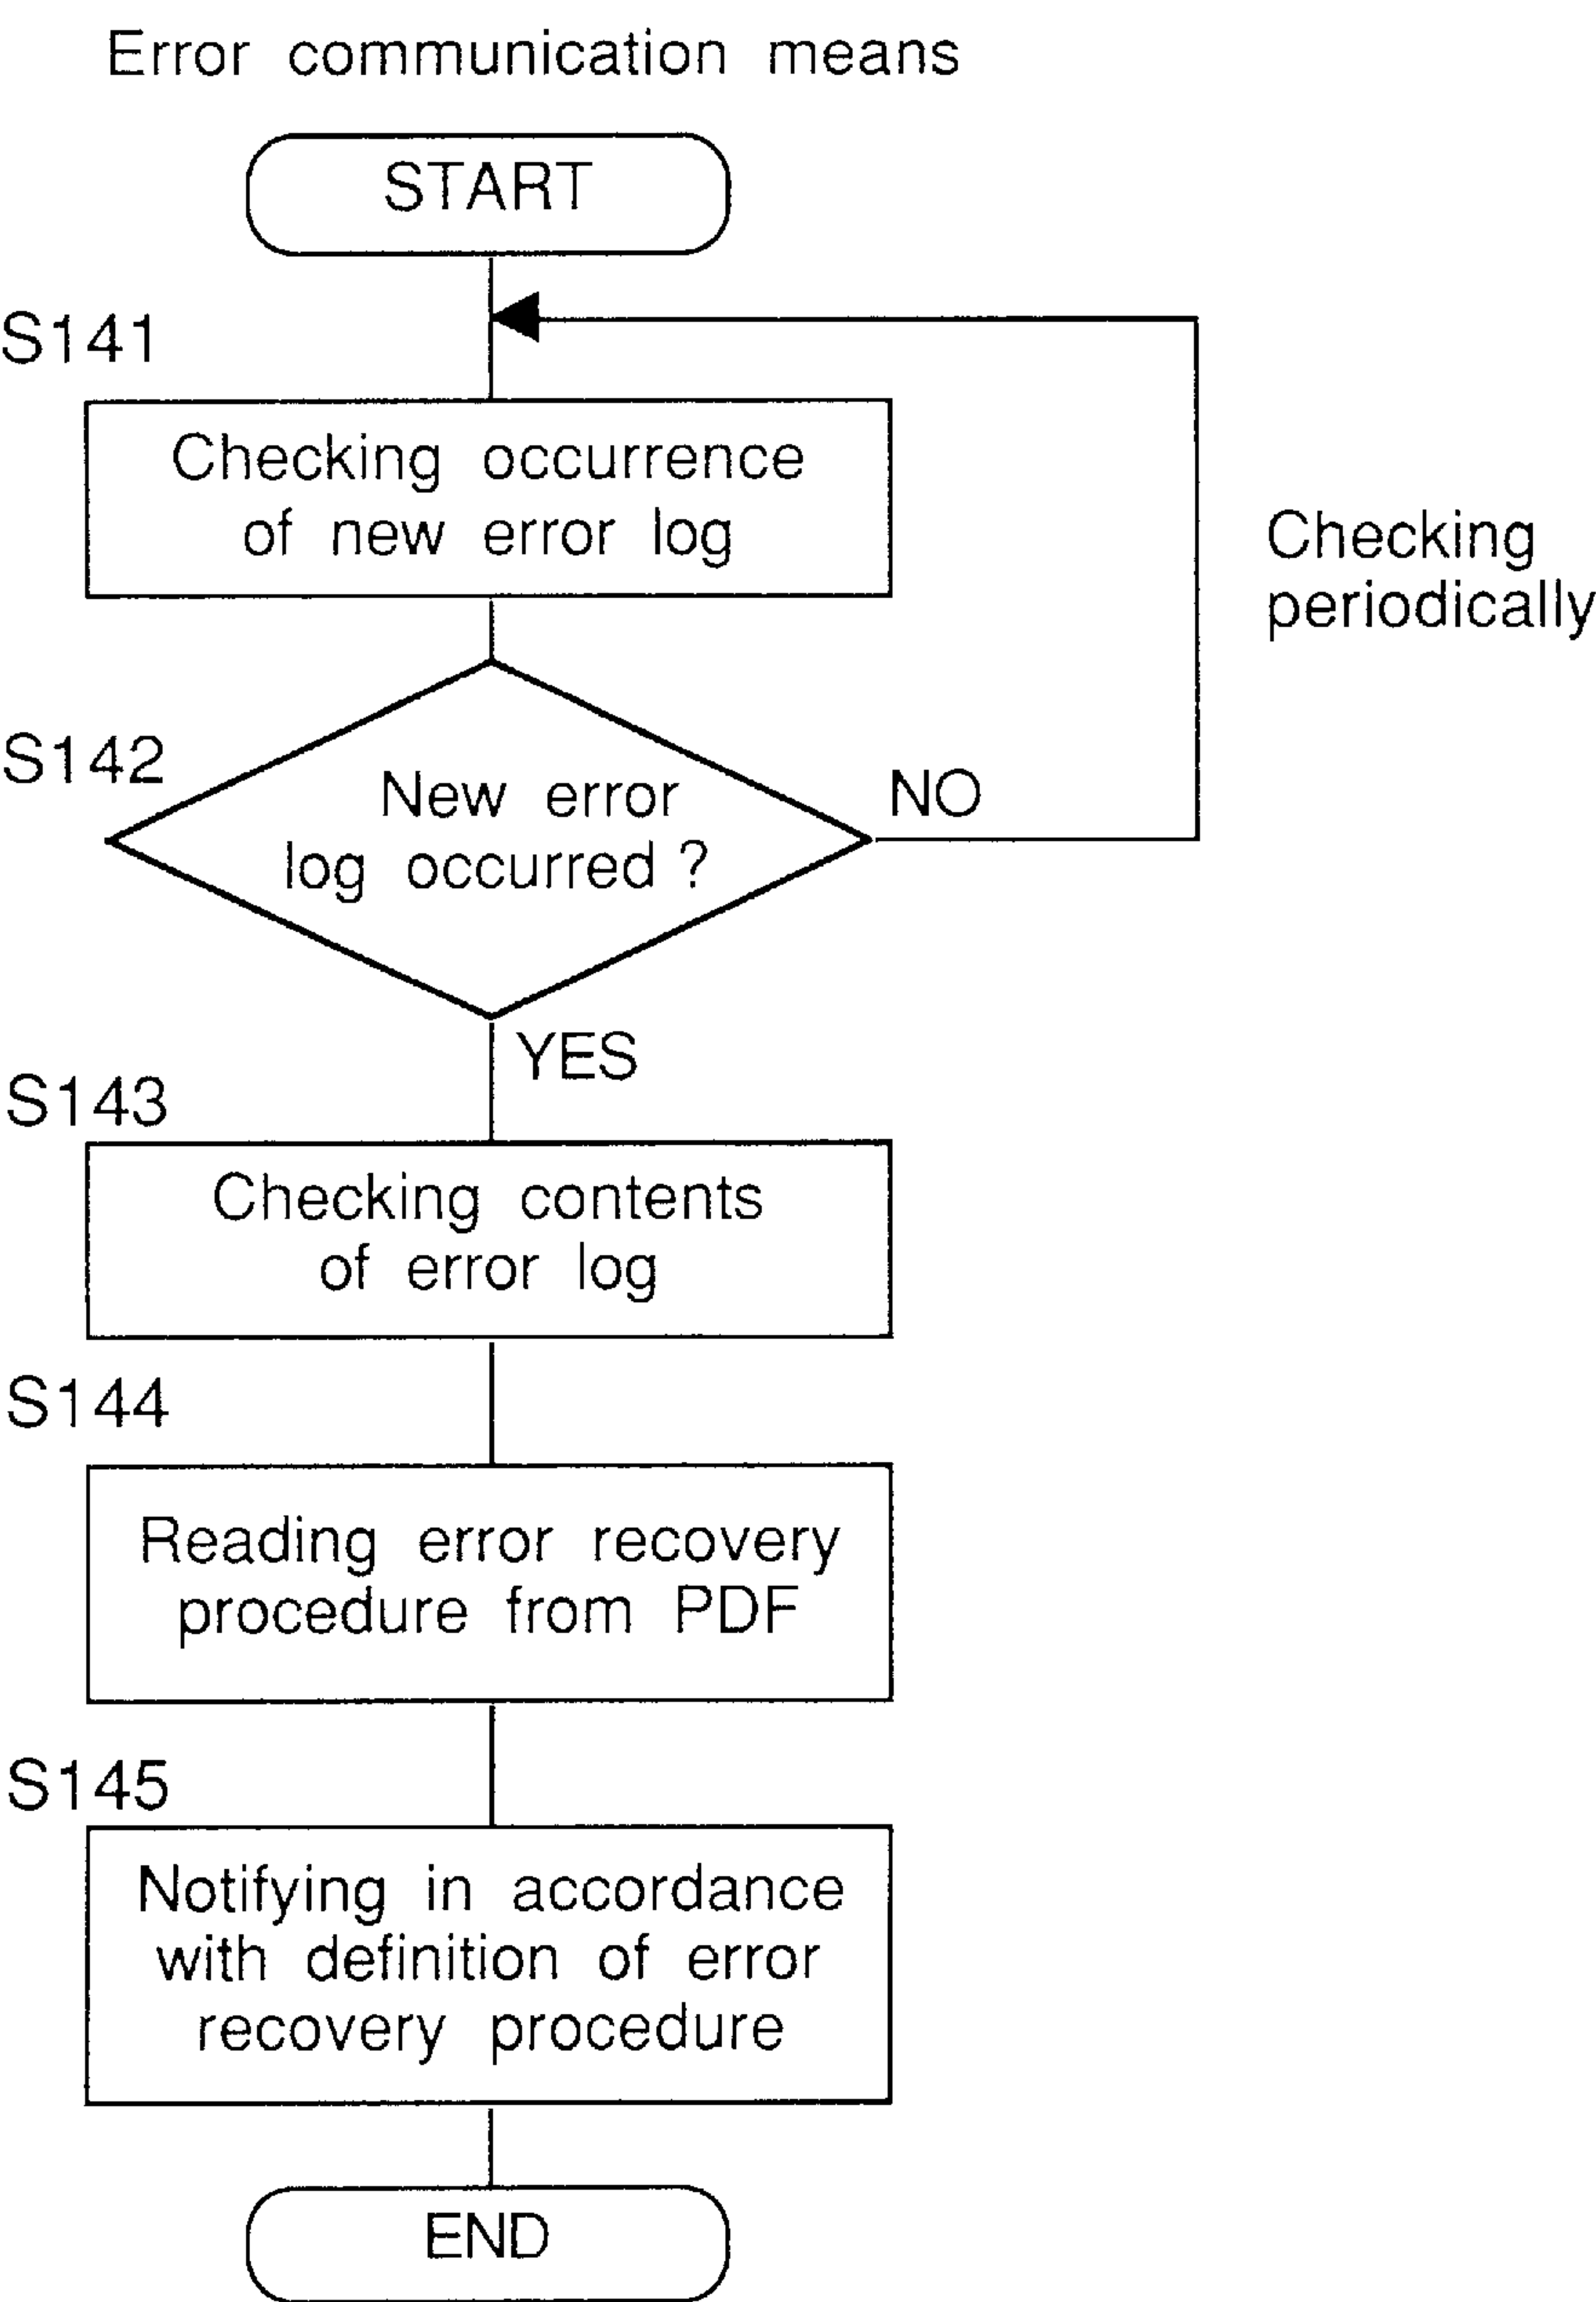 Error communication means
START
S141
Checking occurrence
of new error log
Checking
periodically
S142
New error
log occurred ?
NO
YES
S143
Checking contents
of error log
S144
Reading error recovery
procedure from PDF
S145
Notifying in accordance
with definition of error
recovery procedure
END